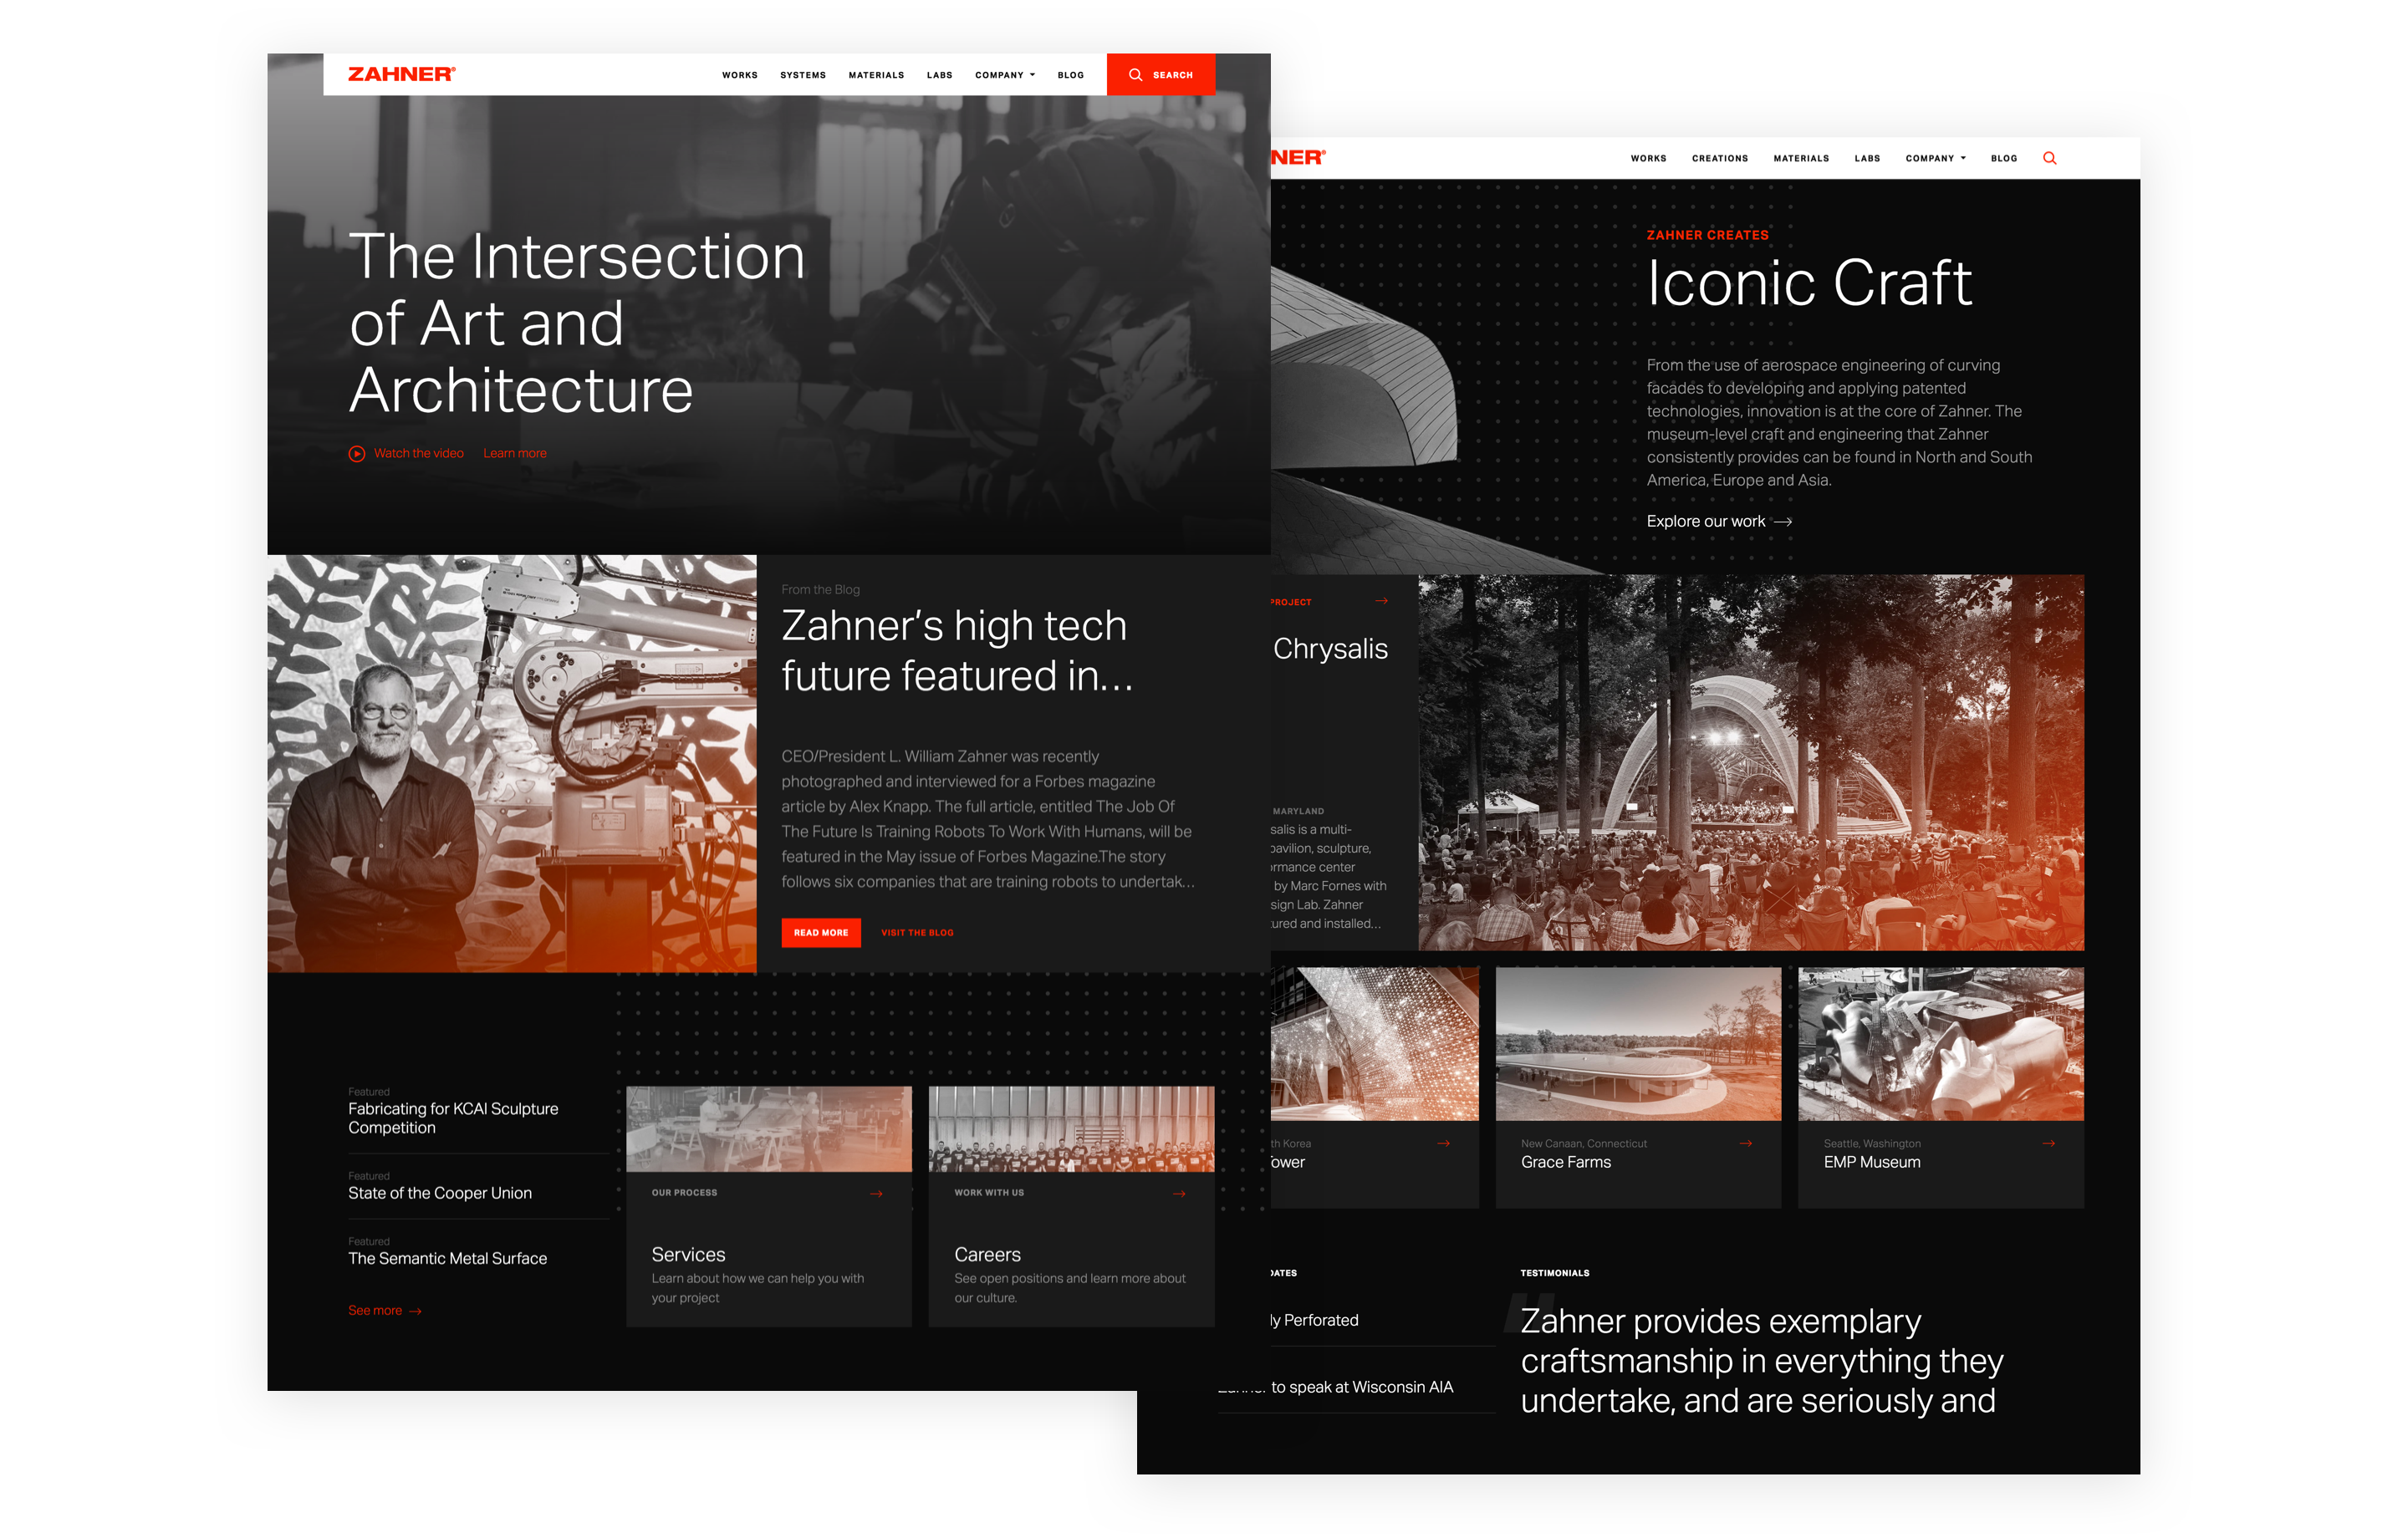 ZAHNER®
WORKS SYSTEMS MATERIALS LABS COMPANY BLOG SEARCH
The Intersection
of Art and
Architecture
Watch the video Learn more
From the Blog
Zahner's high tech
future featured in...
CEO/President L. William Zahner was recently
photographed and interviewed for a Forbes magazine
article by Alex Knapp. The full article, entitled The Job Of
The Future Is Training Robots To Work With Humans, will be
featured in the May issue of Forbes Magazine.The story
follows six companies that are training robots to undertak...
READ MORE VISIT THE BLOG
Featured
Fabricating for KCAI Sculpture
Competition
Featured
State of the Cooper Union
Featured
The Semantic Metal Surface
See more →
OUR PROCESS →
Services
Learn about how we can help you with
your project
WORK WITH US →
Careers
See open positions and learn more about
our culture.
NER®
WORKS CREATIONS MATERIALS LABS COMPANY BLOG
ZAHNER CREATES
Iconic Craft
From the use of aerospace engineering of curving
facades to developing and applying patented
technologies, innovation is at the core of Zahner. The
museum-level craft and engineering that Zahner
consistently provides can be found in North and South
America, Europe and Asia.
Explore our work →
PROJECT →
Chrysalis
MARYLAND
salis is a multi-
pavilion, sculpture,
ormance center
by Marc Fornes with
sign Lab. Zahner
tured and installed...
th Korea →
ower
New Canaan, Connecticut →
Grace Farms
Seattle, Washington →
EMP Museum
DATES
ly Perforated
to speak at Wisconsin AIA
TESTIMONIALS
Zahner provides exemplary
craftsmanship in everything they
undertake, and are seriously and